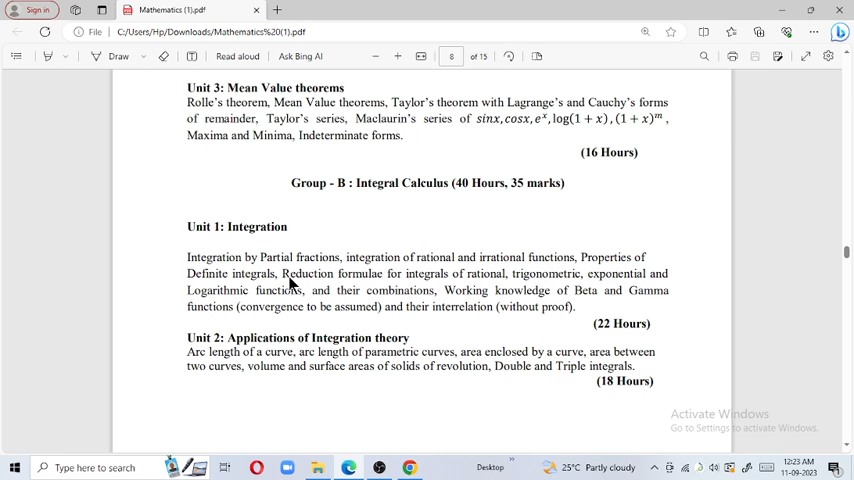 Sign in
Mathematics (1).pdf
File
C:/Users/Hp/Downloads/Mathematics%20(1).pdf
Draw
Read aloud
Ask Bing AI
8
of 15
Unit 3: Mean Value theorems
Rolle's theorem, Mean Value theorems, Taylor's theorem with Lagrange's and Cauchy's forms
of remainder, Taylor's series, Maclaurin's series of sinx, cosx, eˣ, log(1 + x), (1 + x)ᵐ,
Maxima and Minima, Indeterminate forms.
(16 Hours)
Group - B : Integral Calculus (40 Hours, 35 marks)
Unit 1: Integration
Integration by Partial fractions, integration of rational and irrational functions, Properties of
Definite integrals, Reduction formulae for integrals of rational, trigonometric, exponential and
Logarithmic functions, and their combinations, Working knowledge of Beta and Gamma
functions (convergence to be assumed) and their interrelation (without proof).
(22 Hours)
Unit 2: Applications of Integration theory
Arc length of a curve, arc length of parametric curves, area enclosed by a curve, area between
two curves, volume and surface areas of solids of revolution, Double and Triple integrals.
(18 Hours)
Activate Windows
Go to Settings to activate Windows.
Type here to search
Desktop
25°C Partly cloudy
12:23 AM
11-09-2023